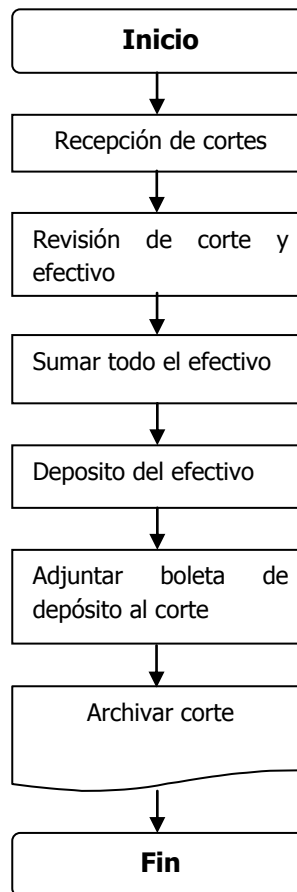 Inicio
Recepción de cortes
Revisión de corte y
efectivo
Sumar todo el efectivo
Deposito del efectivo
Adjuntar boleta de
depósito al corte
Archivar corte
Fin